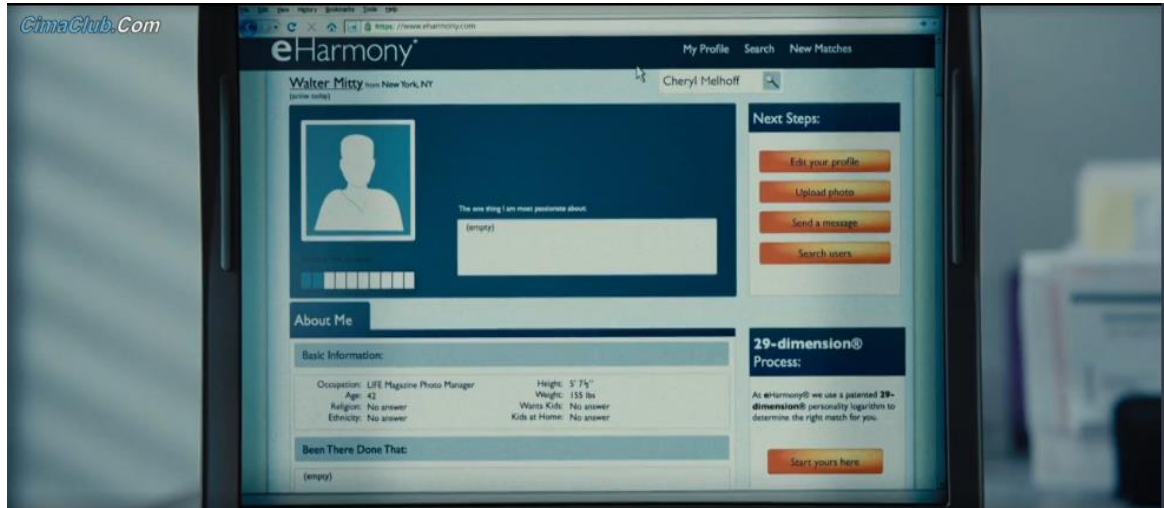 CimaClub.Com
https: //www.eharmony.com
eHarmony
My Profile Search New Matches
Walter Mitty from New York, NY
(active today)
Cheryl Melhoff
Next Steps:
Edit your profile
Upload photo
Send a message
Search users
The one thing I am most passionate about:
(empty)
About Me
Basic Information:
Occupation: LIFE Magazine Photo Manager
Age: 42
Religion: No answer
Ethnicity: No answer
Height: 5' 7½"
Weight: 155 lbs
Wants Kids: No answer
Kids at Home: No answer
Been There Done That:
(empty)
29-dimension®
Process:
At eHarmony® we use a patented 29-
dimension® personality logarithm to
determine the right match for you.
Start yours here